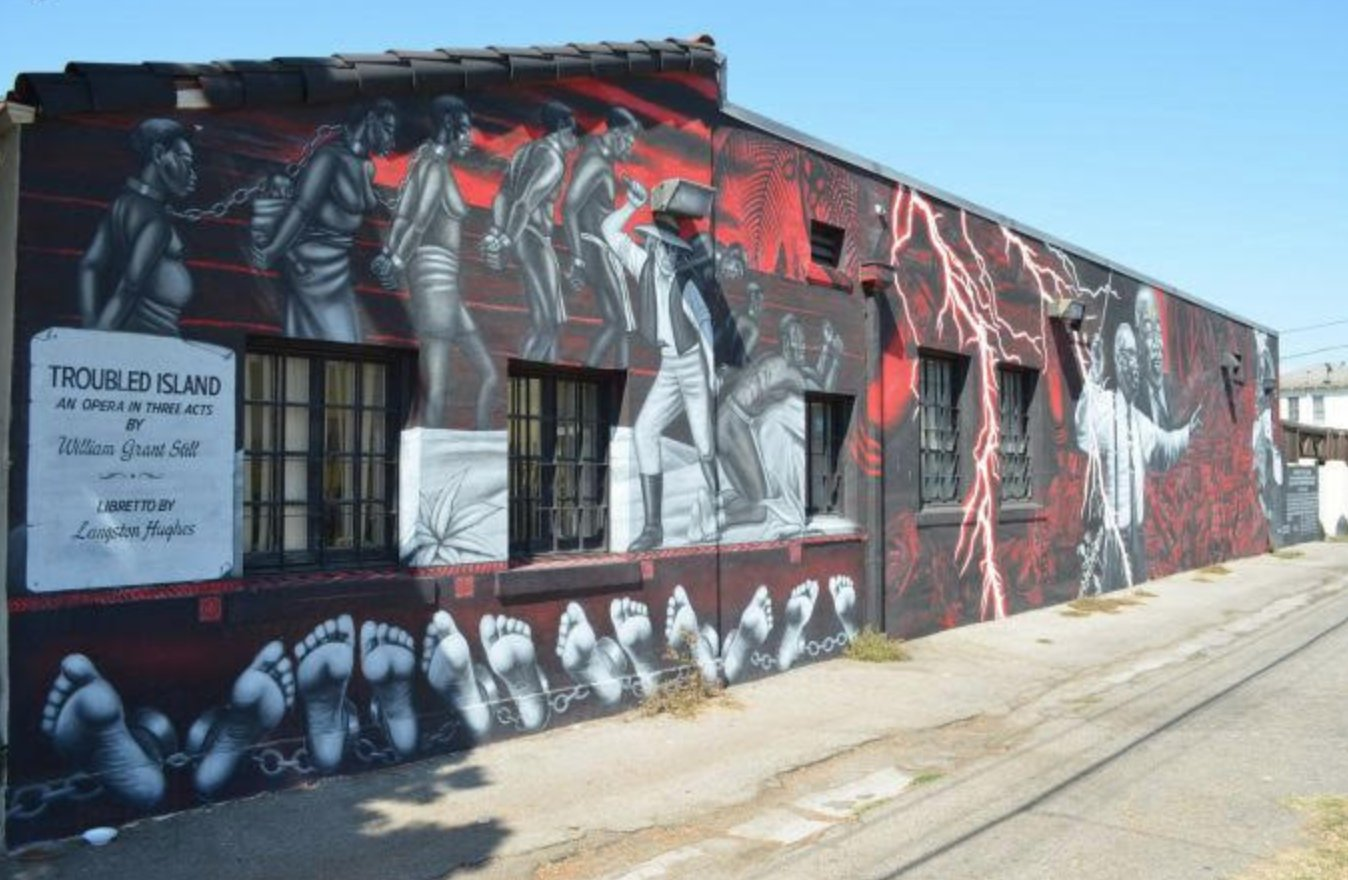 TROUBLED ISLAND
AN OPERA IN THREE ACTS
BY
William Grant Still
LIBRETTO BY
Langston Hughes